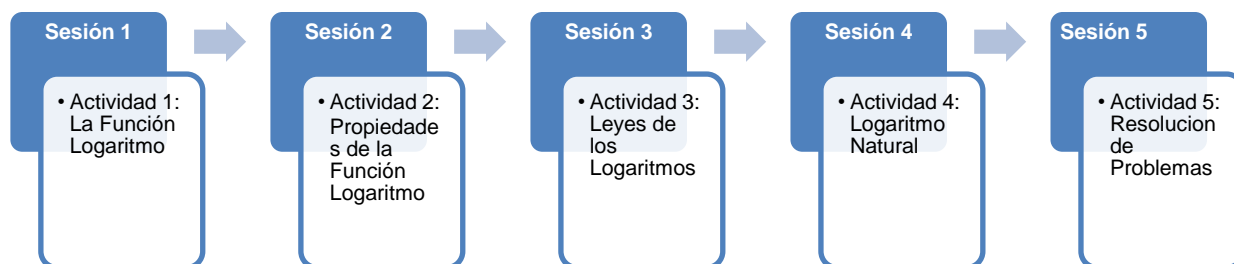 Sesión 1
• Actividad 1:
La Función
Logaritmo
Sesión 2
• Actividad 2:
Propiedade
s de la
Función
Logaritmo
Sesión 3
• Actividad 3:
Leyes de
los
Logaritmos
Sesión 4
• Actividad 4:
Logaritmo
Natural
Sesión 5
• Actividad 5:
Resolucion
de
Problemas